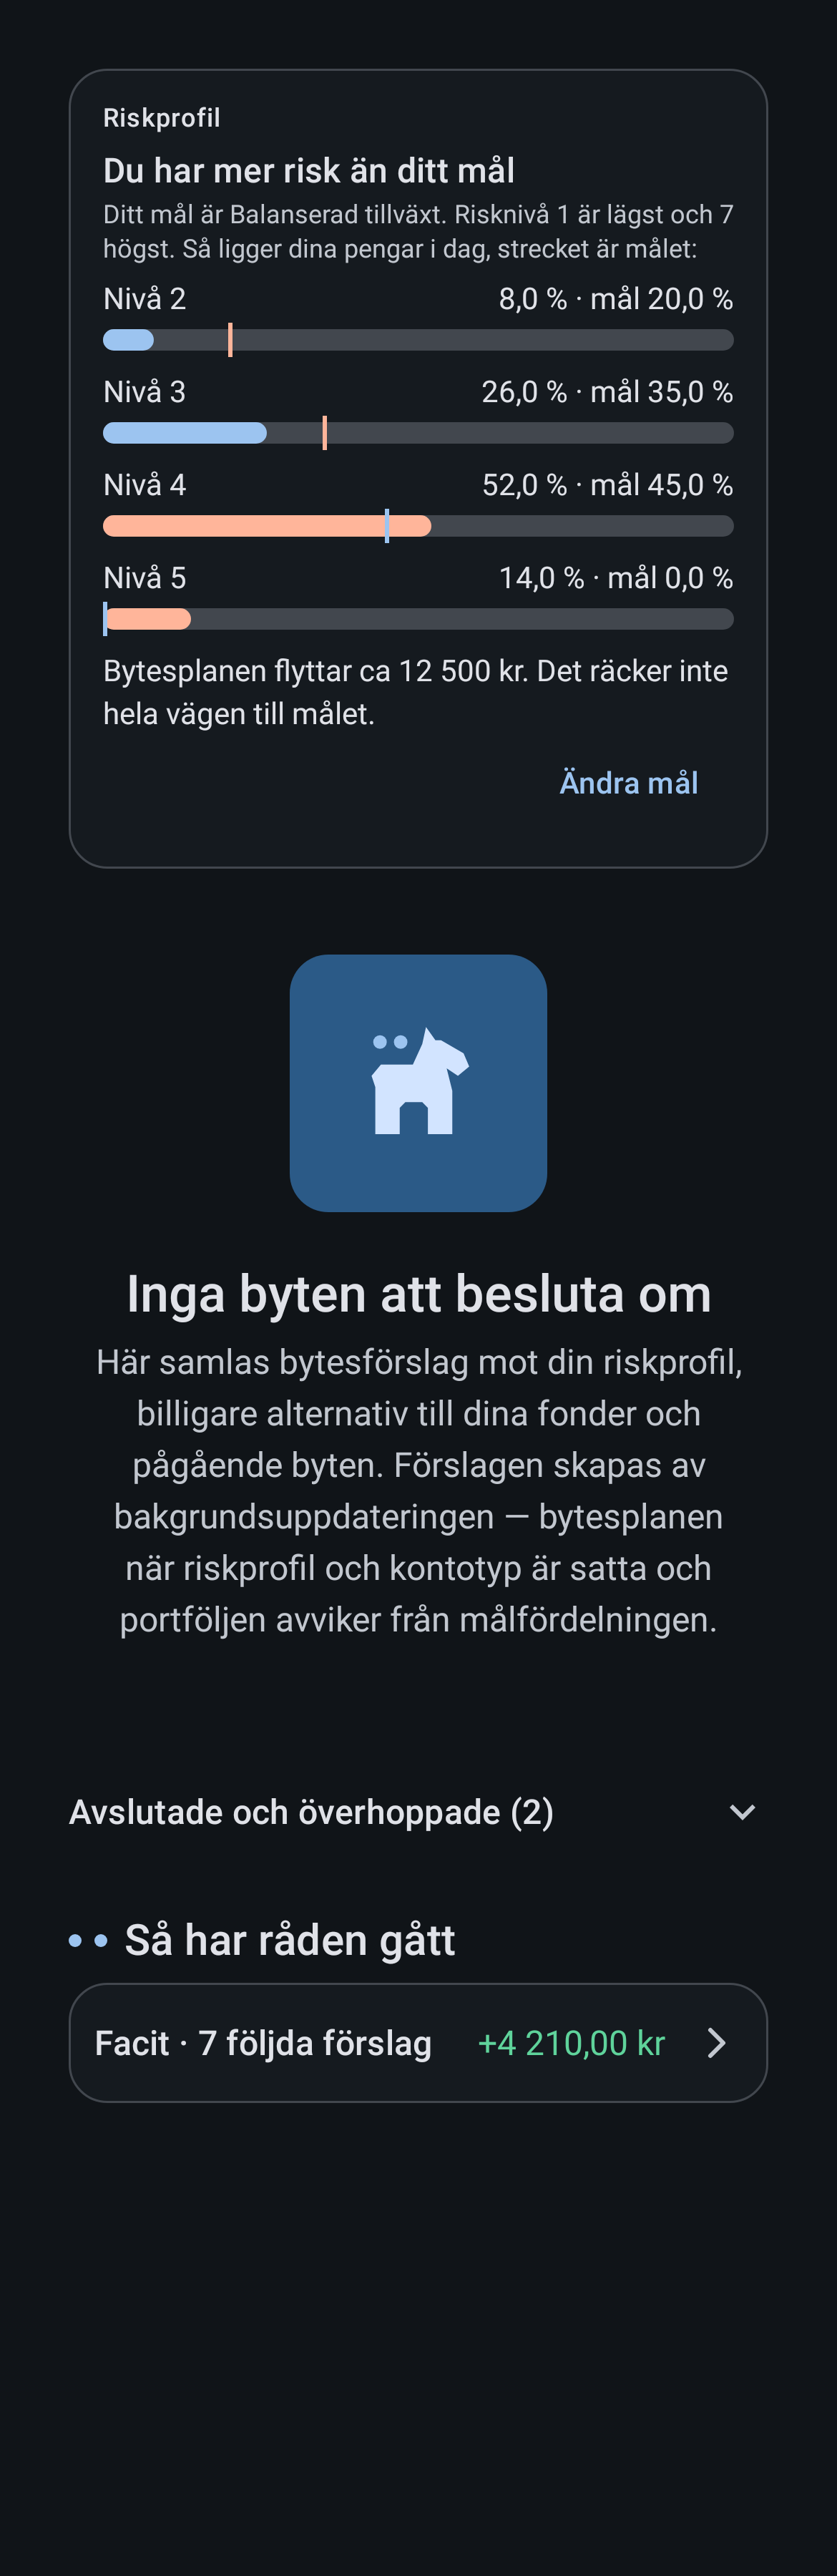 Riskprofil
Du har mer risk än ditt mål
Ditt mål är Balanserad tillväxt. Risknivå 1 är lägst och 7
högst. Så ligger dina pengar i dag, strecket är målet:
Nivå 2 8,0 % · mål 20,0 %
Nivå 3 26,0 % · mål 35,0 %
Nivå 4 52,0 % · mål 45,0 %
Nivå 5 14,0 % · mål 0,0 %
Bytesplanen flyttar ca 12 500 kr. Det räcker inte
hela vägen till målet.
Ändra mål
Inga byten att besluta om
Här samlas bytesförslag mot din riskprofil,
billigare alternativ till dina fonder och
pågående byten. Förslagen skapas av
bakgrundsuppdateringen — bytesplanen
när riskprofil och kontotyp är satta och
portföljen avviker från målfördelningen.
Avslutade och överhoppade (2)
Så har råden gått
Facit · 7 följda förslag +4 210,00 kr